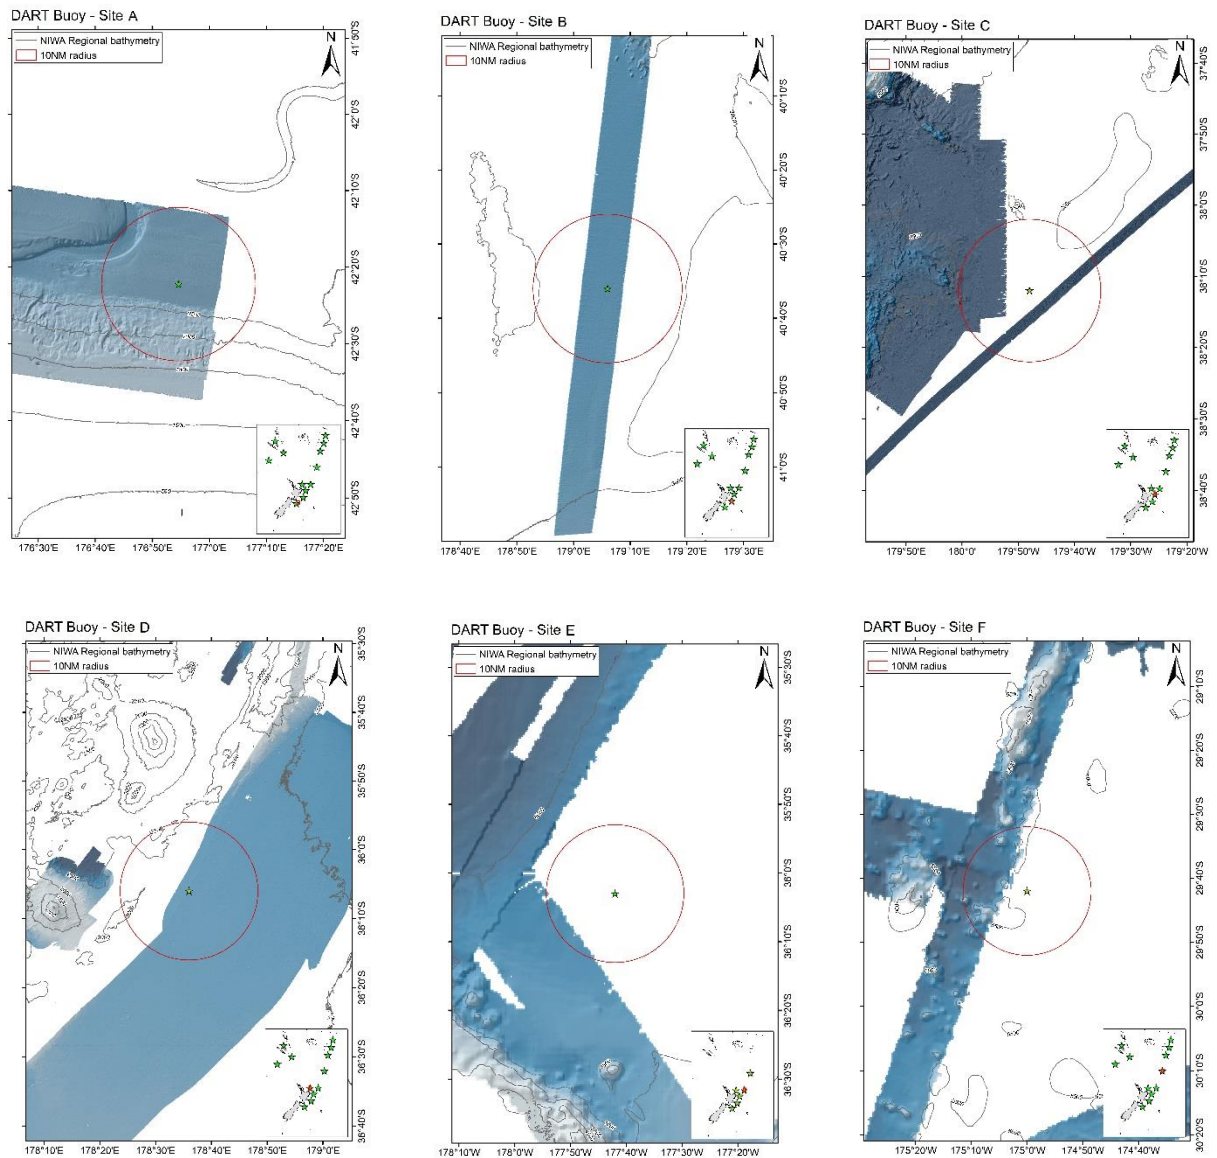 DART Buoy - Site A
NIWA Regional bathymetry
10NM radius
N
41°50'S
42°0'S
42°10'S
42°20'S
42°30'S
42°40'S
42°50'S
176°30'E
176°40'E
176°50'E
177°0'E
177°10'E
177°20'E
DART Buoy - Site B
NIWA Regional bathymetry
10NM radius
N
40°10'S
40°20'S
40°30'S
40°40'S
40°50'S
41°0'S
178°40'E
178°50'E
179°0'E
179°10'E
179°20'E
179°30'E
DART Buoy - Site C
NIWA Regional bathymetry
10NM radius
N
37°40'S
37°50'S
38°0'S
38°10'S
38°20'S
38°30'S
38°40'S
179°50'E
180°0'
179°50'W
179°40'W
179°30'W
179°20'W
DART Buoy - Site D
NIWA Regional bathymetry
10NM radius
N
35°30'S
35°40'S
35°50'S
36°0'S
36°10'S
36°20'S
36°30'S
36°40'S
178°10'E
178°20'E
178°30'E
178°40'E
178°50'E
179°0'E
DART Buoy - Site E
NIWA Regional bathymetry
10NM radius
N
35°30'S
35°40'S
35°50'S
36°0'S
36°10'S
36°20'S
36°30'S
178°10'W
178°0'W
177°50'W
177°40'W
177°30'W
177°20'W
DART Buoy - Site F
NIWA Regional bathymetry
10NM radius
N
29°10'S
29°20'S
29°30'S
29°40'S
29°50'S
30°0'S
30°10'S
30°20'S
175°20'W
175°10'W
175°0'W
174°50'W
174°40'W